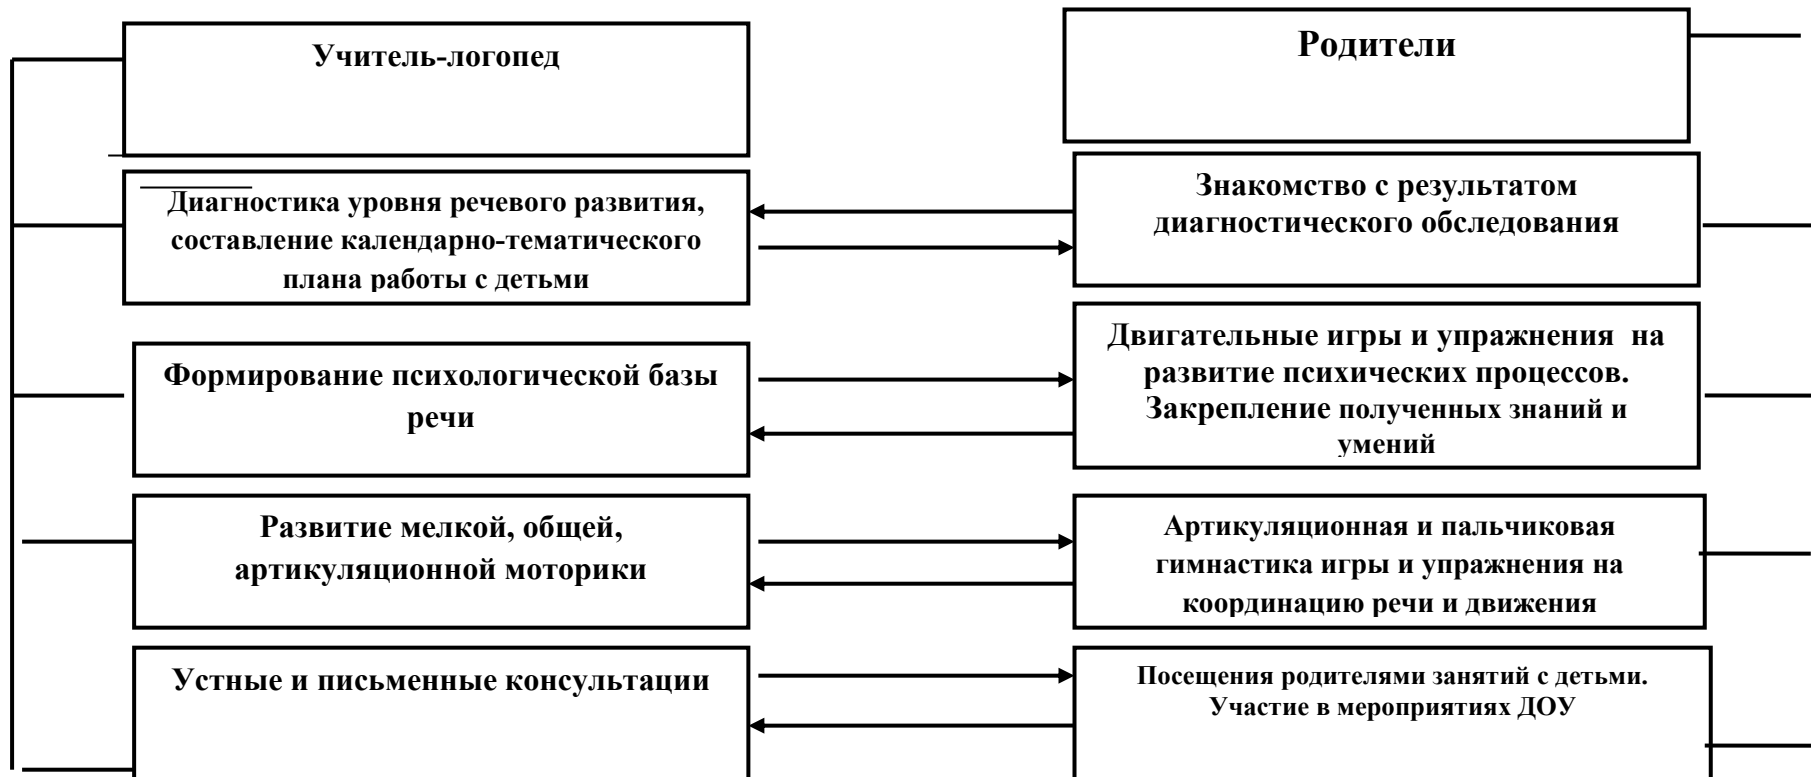 Учитель-логопед
Родители
Диагностика уровня речевого развития,
составление календарно-тематического
плана работы с детьми
Знакомство с результатом
диагностического обследования
Формирование психологической базы
речи
Двигательные игры и упражнения на
развитие психических процессов.
Закрепление полученных знаний и
умений
Развитие мелкой, общей,
артикуляционной моторики
Артикуляционная и пальчиковая
гимнастика игры и упражнения на
координацию речи и движения
Устные и письменные консультации
Посещения родителями занятий с детьми.
Участие в мероприятиях ДОУ